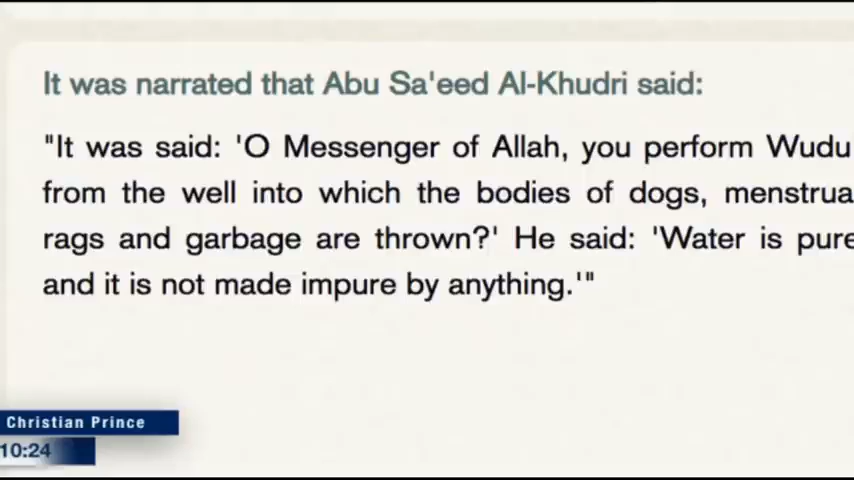 It was narrated that Abu Sa'eed Al-Khudri said:
"It was said: 'O Messenger of Allah, you perform Wudu
from the well into which the bodies of dogs, menstrua
rags and garbage are thrown?' He said: 'Water is pure
and it is not made impure by anything.'"
Christian Prince
10:24